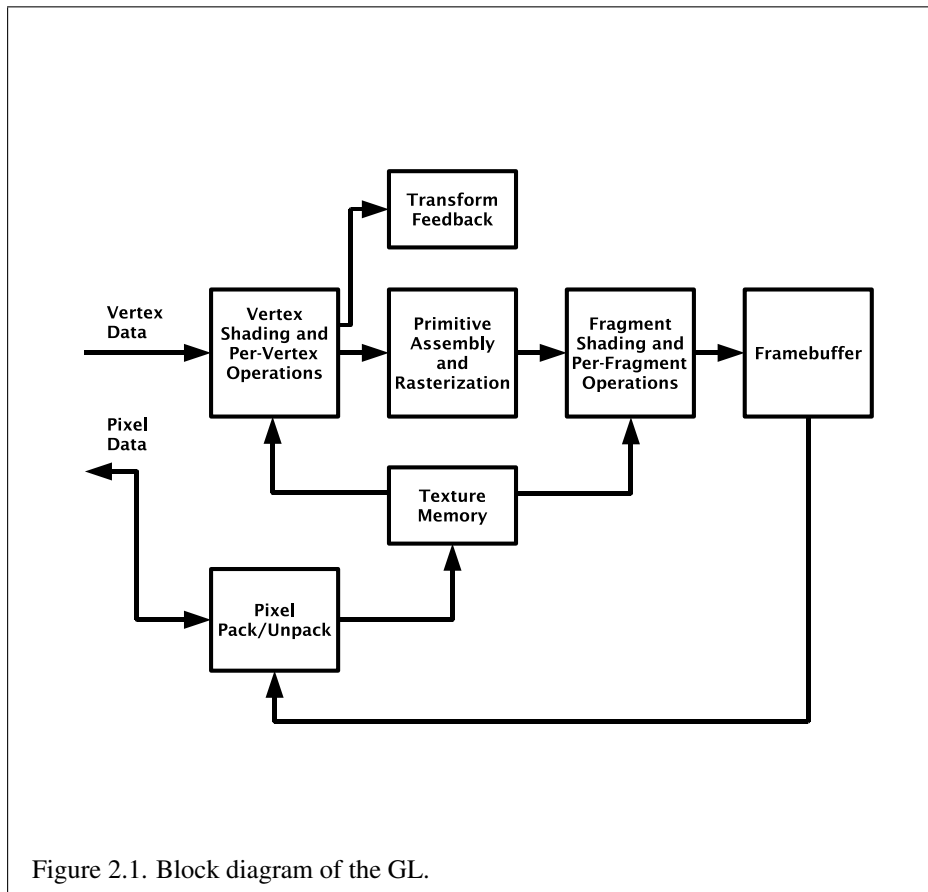 Transform
Feedback
Vertex
Data
Vertex
Shading and
Per-Vertex
Operations
Primitive
Assembly
and
Rasterization
Fragment
Shading and
Per-Fragment
Operations
Framebuffer
Pixel
Data
Texture
Memory
Pixel
Pack/Unpack
Figure 2.1. Block diagram of the GL.